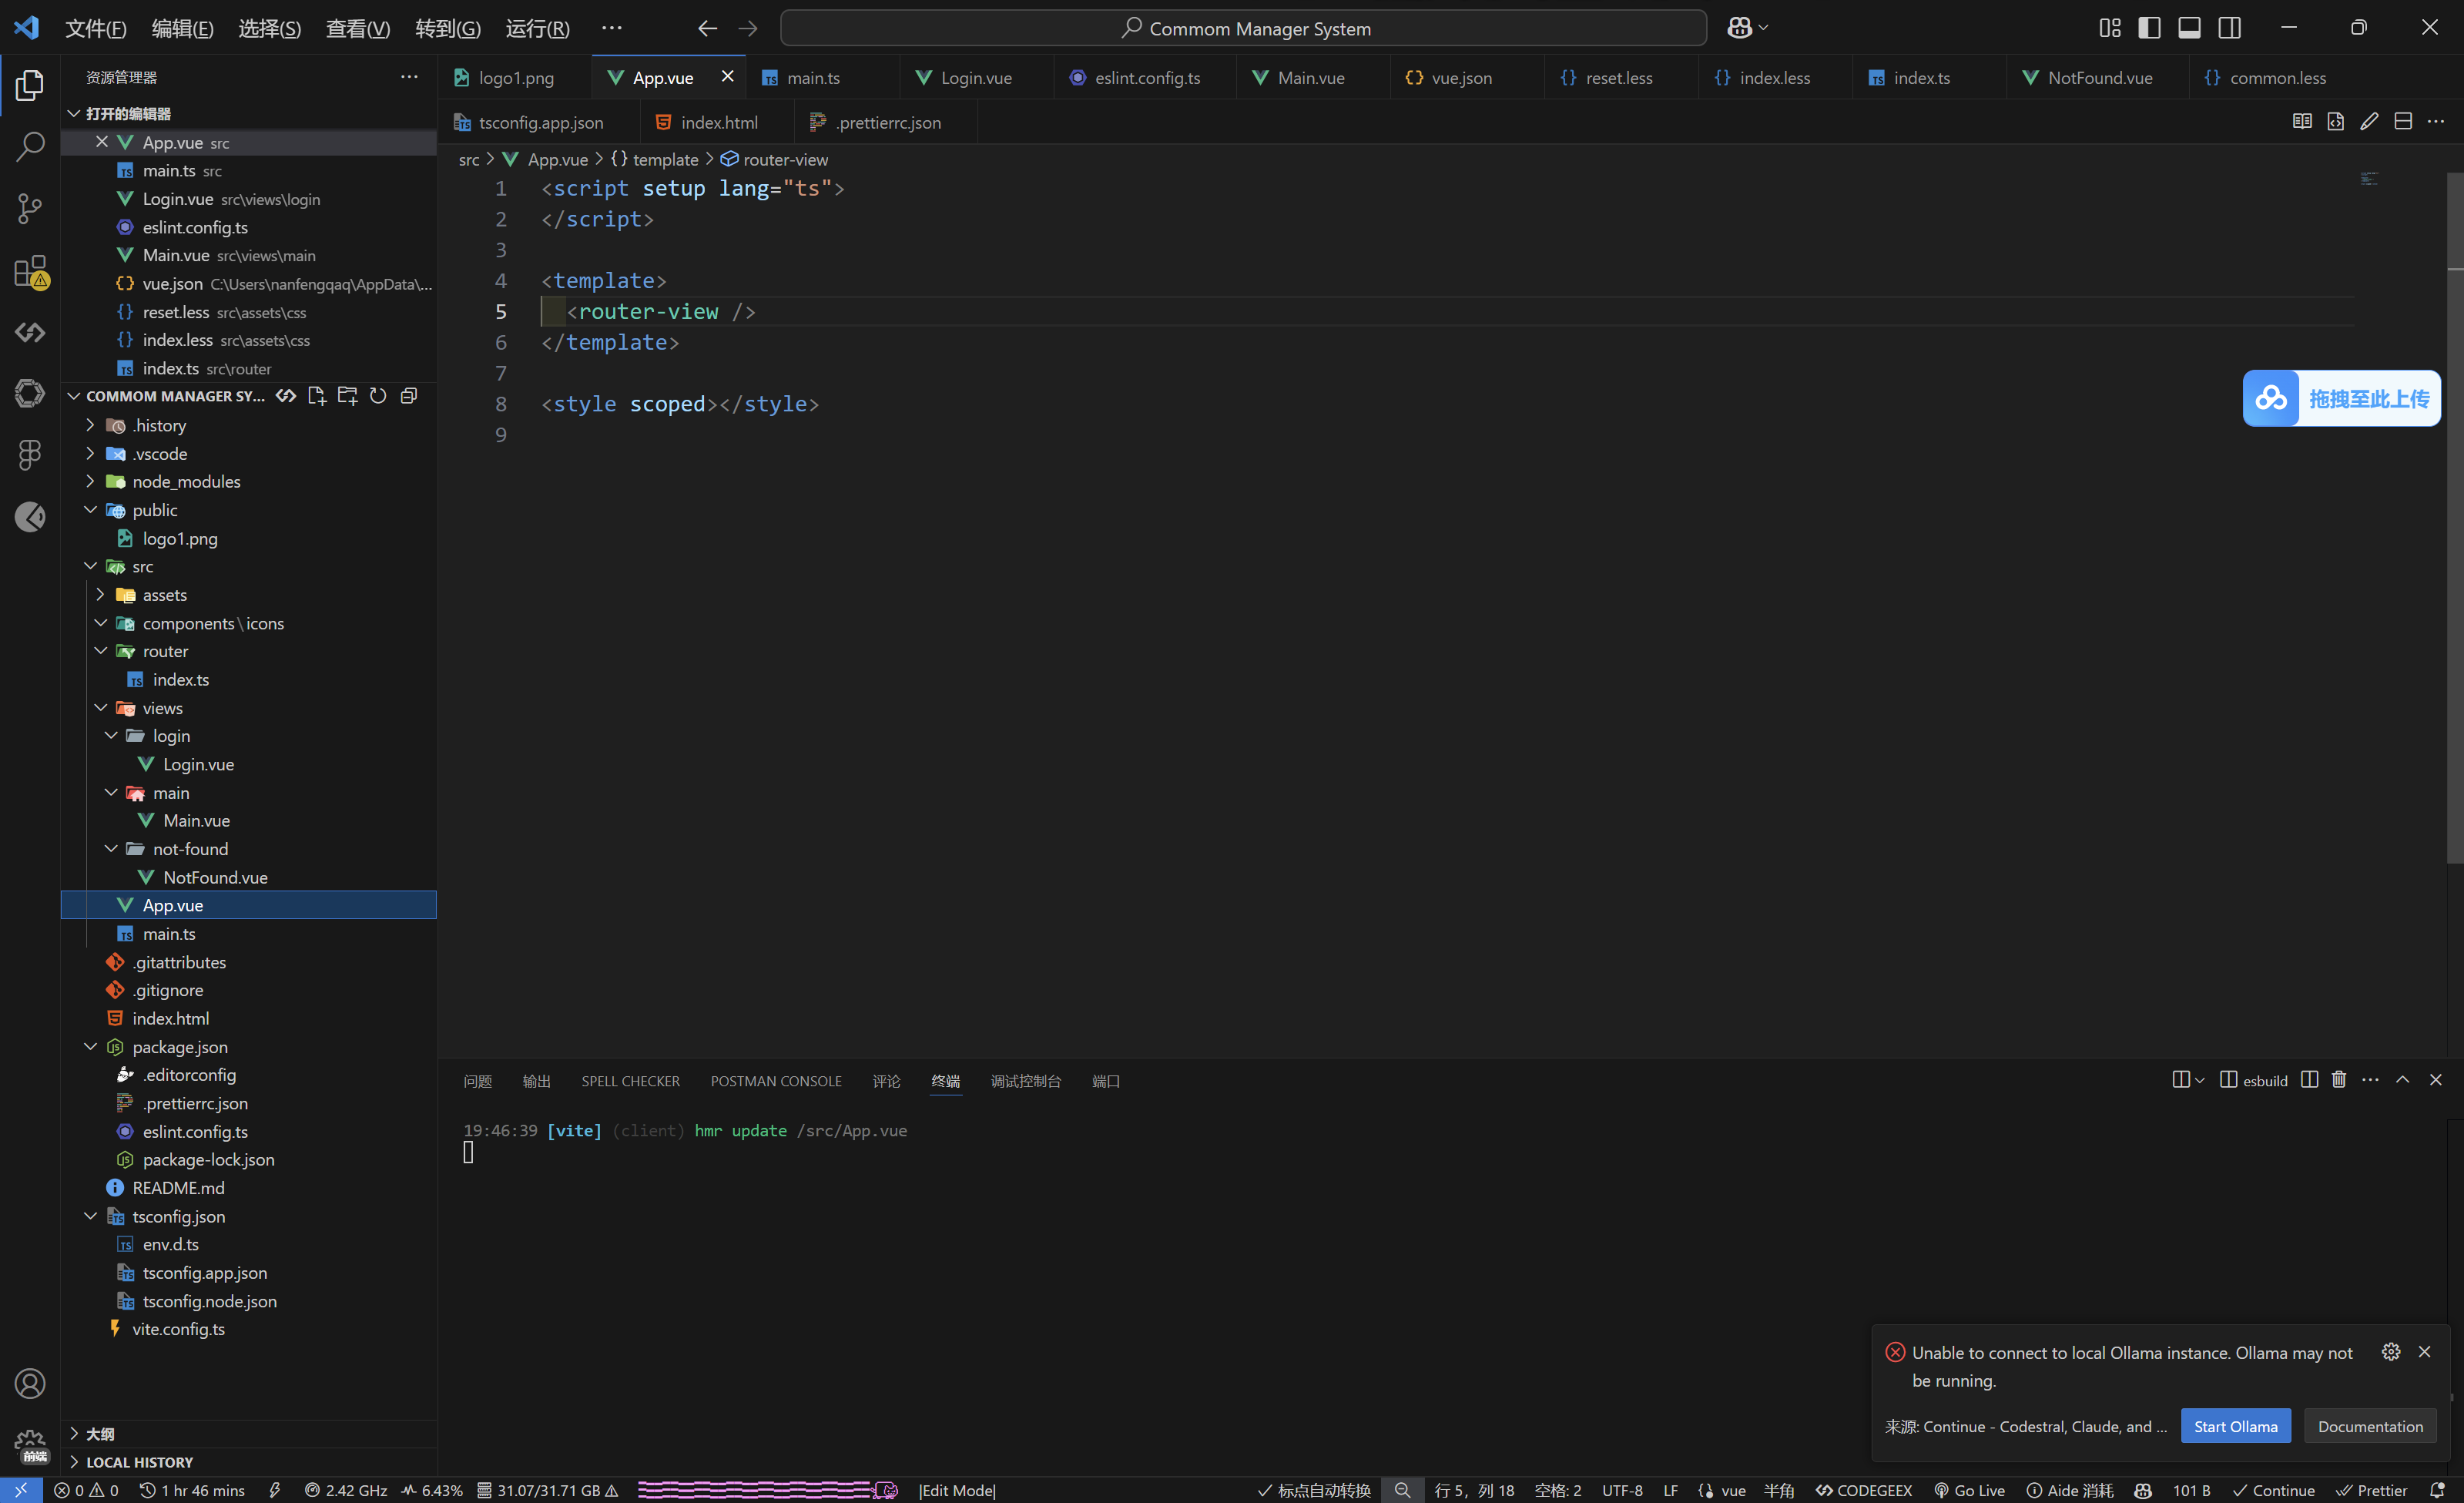 文件(F) 编辑(E) 选择(S) 查看(V) 转到(G) 运行(R) ··· Commom Manager System
资源管理器 ···
打开的编辑器
App.vue src
main.ts src
Login.vue src\views\login
eslint.config.ts
Main.vue src\views\main
vue.json C:\Users\nanfengqaq\AppData\...
reset.less src\assets\css
index.less src\assets\css
index.ts src\router
COMMOM MANAGER SY...
.history
.vscode
node_modules
public
logo1.png
src
assets
components\icons
router
index.ts
views
login
Login.vue
main
Main.vue
not-found
NotFound.vue
App.vue
main.ts
.gitattributes
.gitignore
index.html
package.json
.editorconfig
.prettierrc.json
eslint.config.ts
package-lock.json
README.md
tsconfig.json
env.d.ts
tsconfig.app.json
tsconfig.node.json
vite.config.ts
大纲
LOCAL HISTORY
前端
logo1.png App.vue main.ts Login.vue eslint.config.ts Main.vue vue.json reset.less index.less index.ts NotFound.vue common.less
tsconfig.app.json index.html .prettierrc.json
src > App.vue > {} template > router-view
1 <script setup lang="ts">
2 </script>
3
4 <template>
5 <router-view />
6 </template>
7
8 <style scoped></style>
9
拖拽至此上传
问题 输出 SPELL CHECKER POSTMAN CONSOLE 评论 终端 调试控制台 端口 esbuild
19:46:39 [vite] (client) hmr update /src/App.vue
Unable to connect to local Ollama instance. Ollama may not
be running.
来源: Continue - Codestral, Claude, and ... Start Ollama Documentation
0 0 1 hr 46 mins 2.42 GHz 6.43% 31.07/31.71 GB |Edit Mode| 标点自动转换 行 5，列 18 空格: 2 UTF-8 LF vue 半角 CODEGEEX Go Live Aide 消耗 101 B Continue Prettier